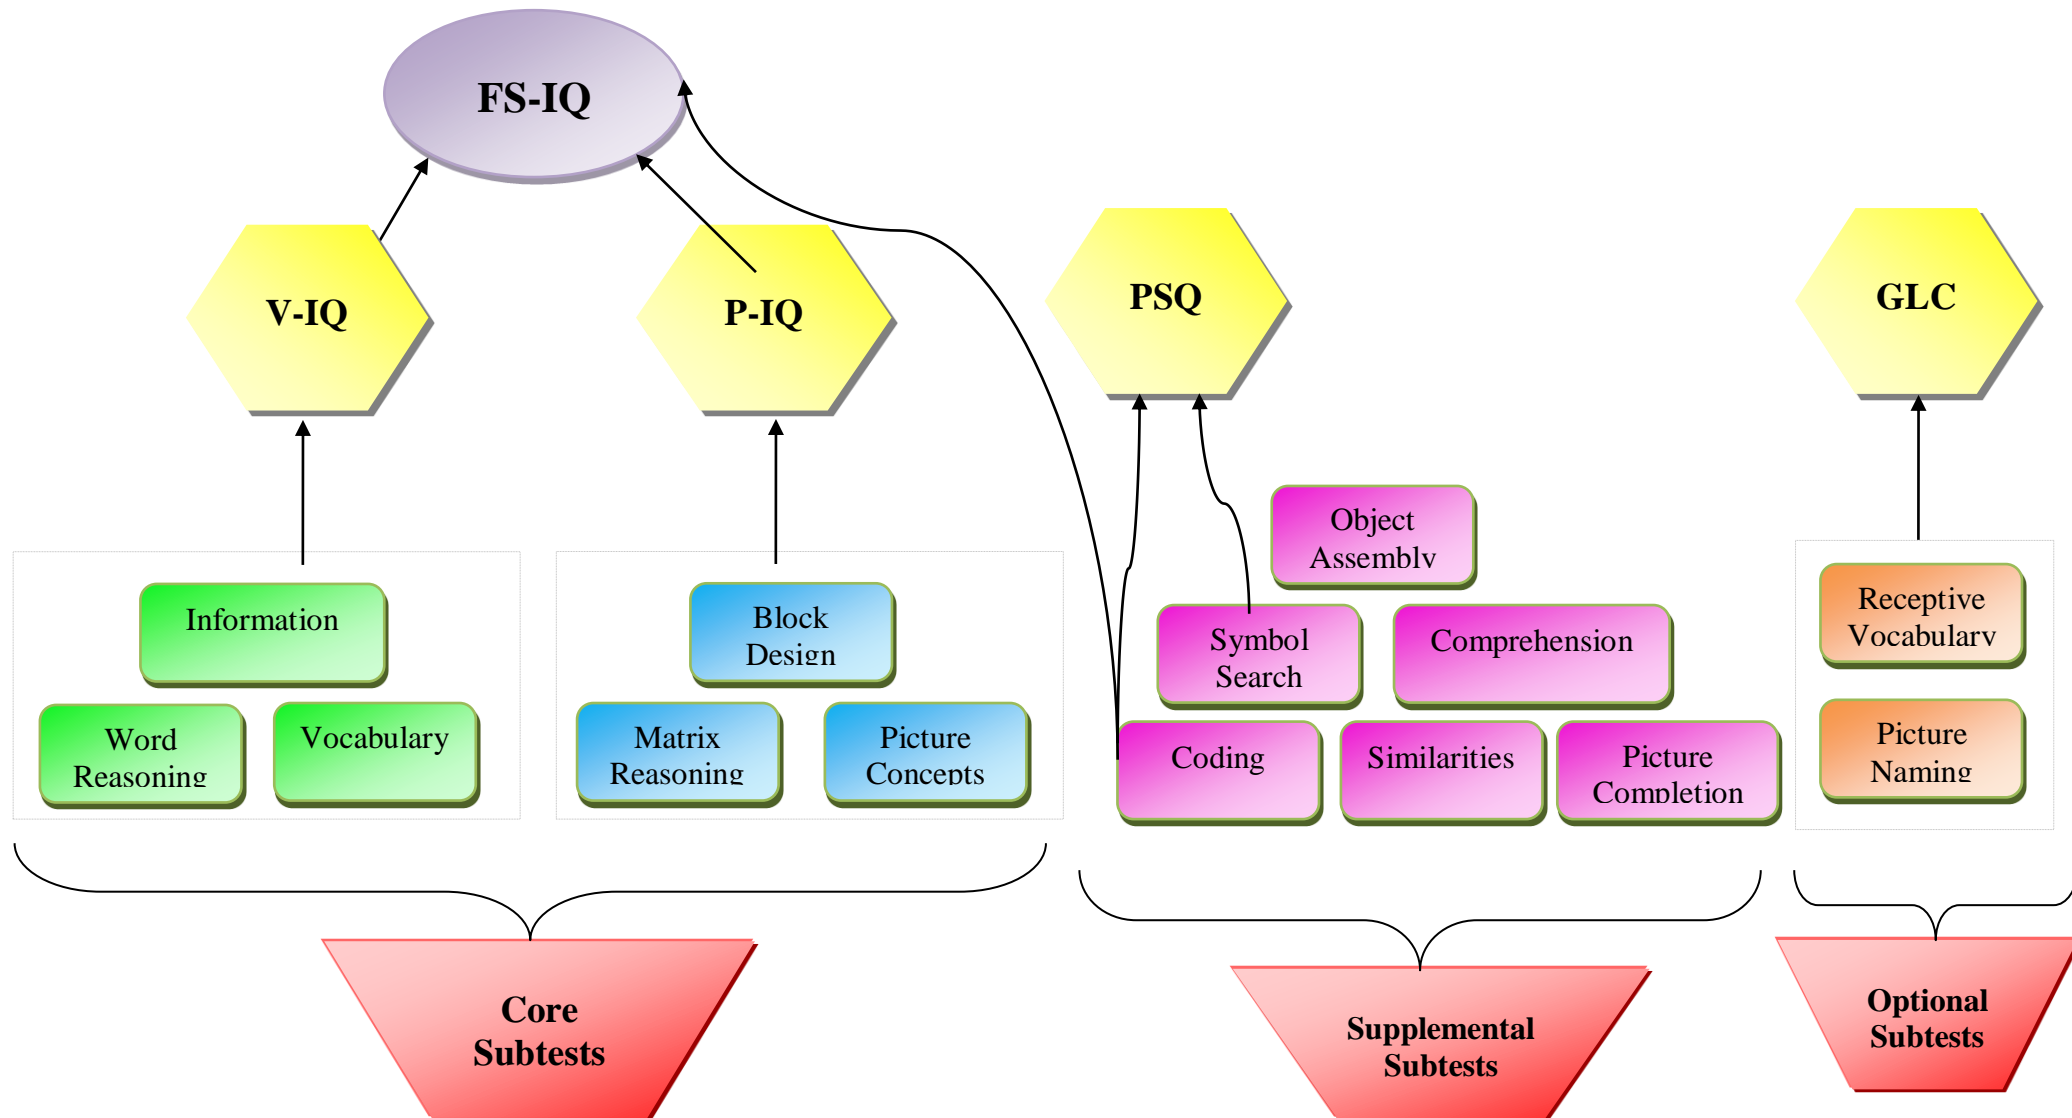 FS-IQ
V-IQ
P-IQ
PSQ
GLC
Object
Assembly
Information
Block
Design
Symbol
Search
Comprehension
Receptive
Vocabulary
Word
Reasoning
Vocabulary
Matrix
Reasoning
Picture
Concepts
Coding
Similarities
Picture
Completion
Picture
Naming
Core
Subtests
Supplemental
Subtests
Optional
Subtests